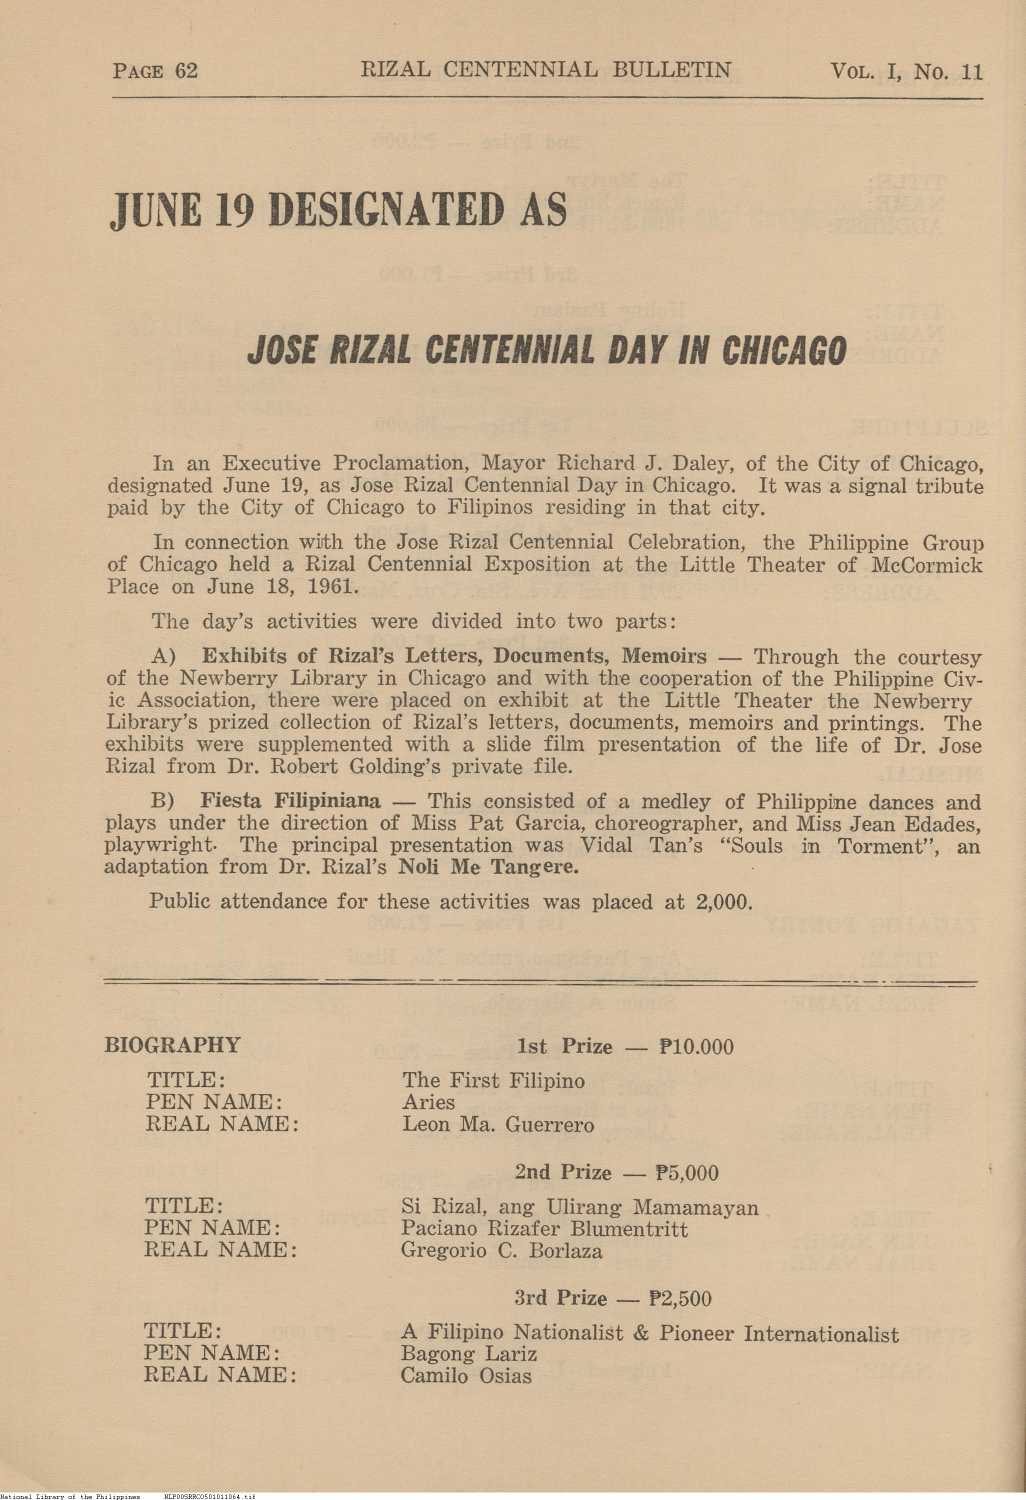 PAGE 62 RIZAL CENTENNIAL BULLETIN VOL. I, No. 11
JUNE 19 DESIGNATED AS
JOSE RIZAL CENTENNIAL DAY IN CHICAGO
In an Executive Proclamation, Mayor Richard J. Daley, of the City of Chicago,
designated June 19, as Jose Rizal Centennial Day in Chicago. It was a signal tribute
paid by the City of Chicago to Filipinos residing in that city.
In connection with the Jose Rizal Centennial Celebration, the Philippine Group
of Chicago held a Rizal Centennial Exposition at the Little Theater of McCormick
Place on June 18, 1961.
The day's activities were divided into two parts:
A) Exhibits of Rizal's Letters, Documents, Memoirs — Through the courtesy
of the Newberry Library in Chicago and with the cooperation of the Philippine Civ-
ic Association, there were placed on exhibit at the Little Theater the Newberry
Library's prized collection of Rizal's letters, documents, memoirs and printings. The
exhibits were supplemented with a slide film presentation of the life of Dr. Jose
Rizal from Dr. Robert Golding's private file.
B) Fiesta Filipiniana — This consisted of a medley of Philippine dances and
plays under the direction of Miss Pat Garcia, choreographer, and Miss Jean Edades,
playwright. The principal presentation was Vidal Tan's "Souls in Torment", an
adaptation from Dr. Rizal's Noli Me Tangere.
Public attendance for these activities was placed at 2,000.
BIOGRAPHY 1st Prize — ₱10.000
TITLE: The First Filipino
PEN NAME: Aries
REAL NAME: Leon Ma. Guerrero
2nd Prize — ₱5,000
TITLE: Si Rizal, ang Ulirang Mamamayan
PEN NAME: Paciano Rizafer Blumentritt
REAL NAME: Gregorio C. Borlaza
3rd Prize — ₱2,500
TITLE: A Filipino Nationalist & Pioneer Internationalist
PEN NAME: Bagong Lariz
REAL NAME: Camilo Osias
National Library of the Philippines NLP00SRRC0501011064.tif